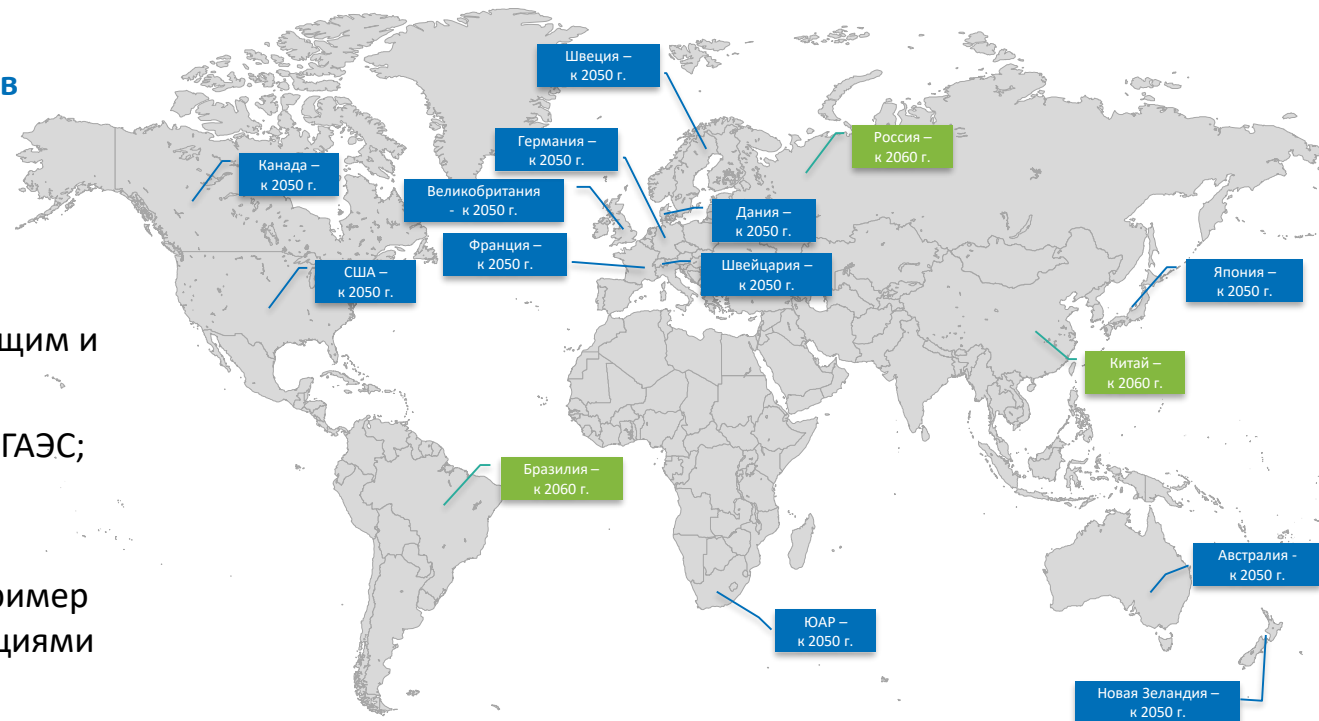 в
щим и
ГАЭС;
ример
циями
Швеция –
к 2050 г.
Германия –
к 2050 г.
Россия –
к 2060 г.
Канада –
к 2050 г.
Великобритания
- к 2050 г.
Дания –
к 2050 г.
Франция –
к 2050 г.
Швейцария –
к 2050 г.
США –
к 2050 г.
Япония –
к 2050 г.
Китай –
к 2060 г.
Бразилия –
к 2060 г.
Австралия -
к 2050 г.
ЮАР –
к 2050 г.
Новая Зеландия –
к 2050 г.